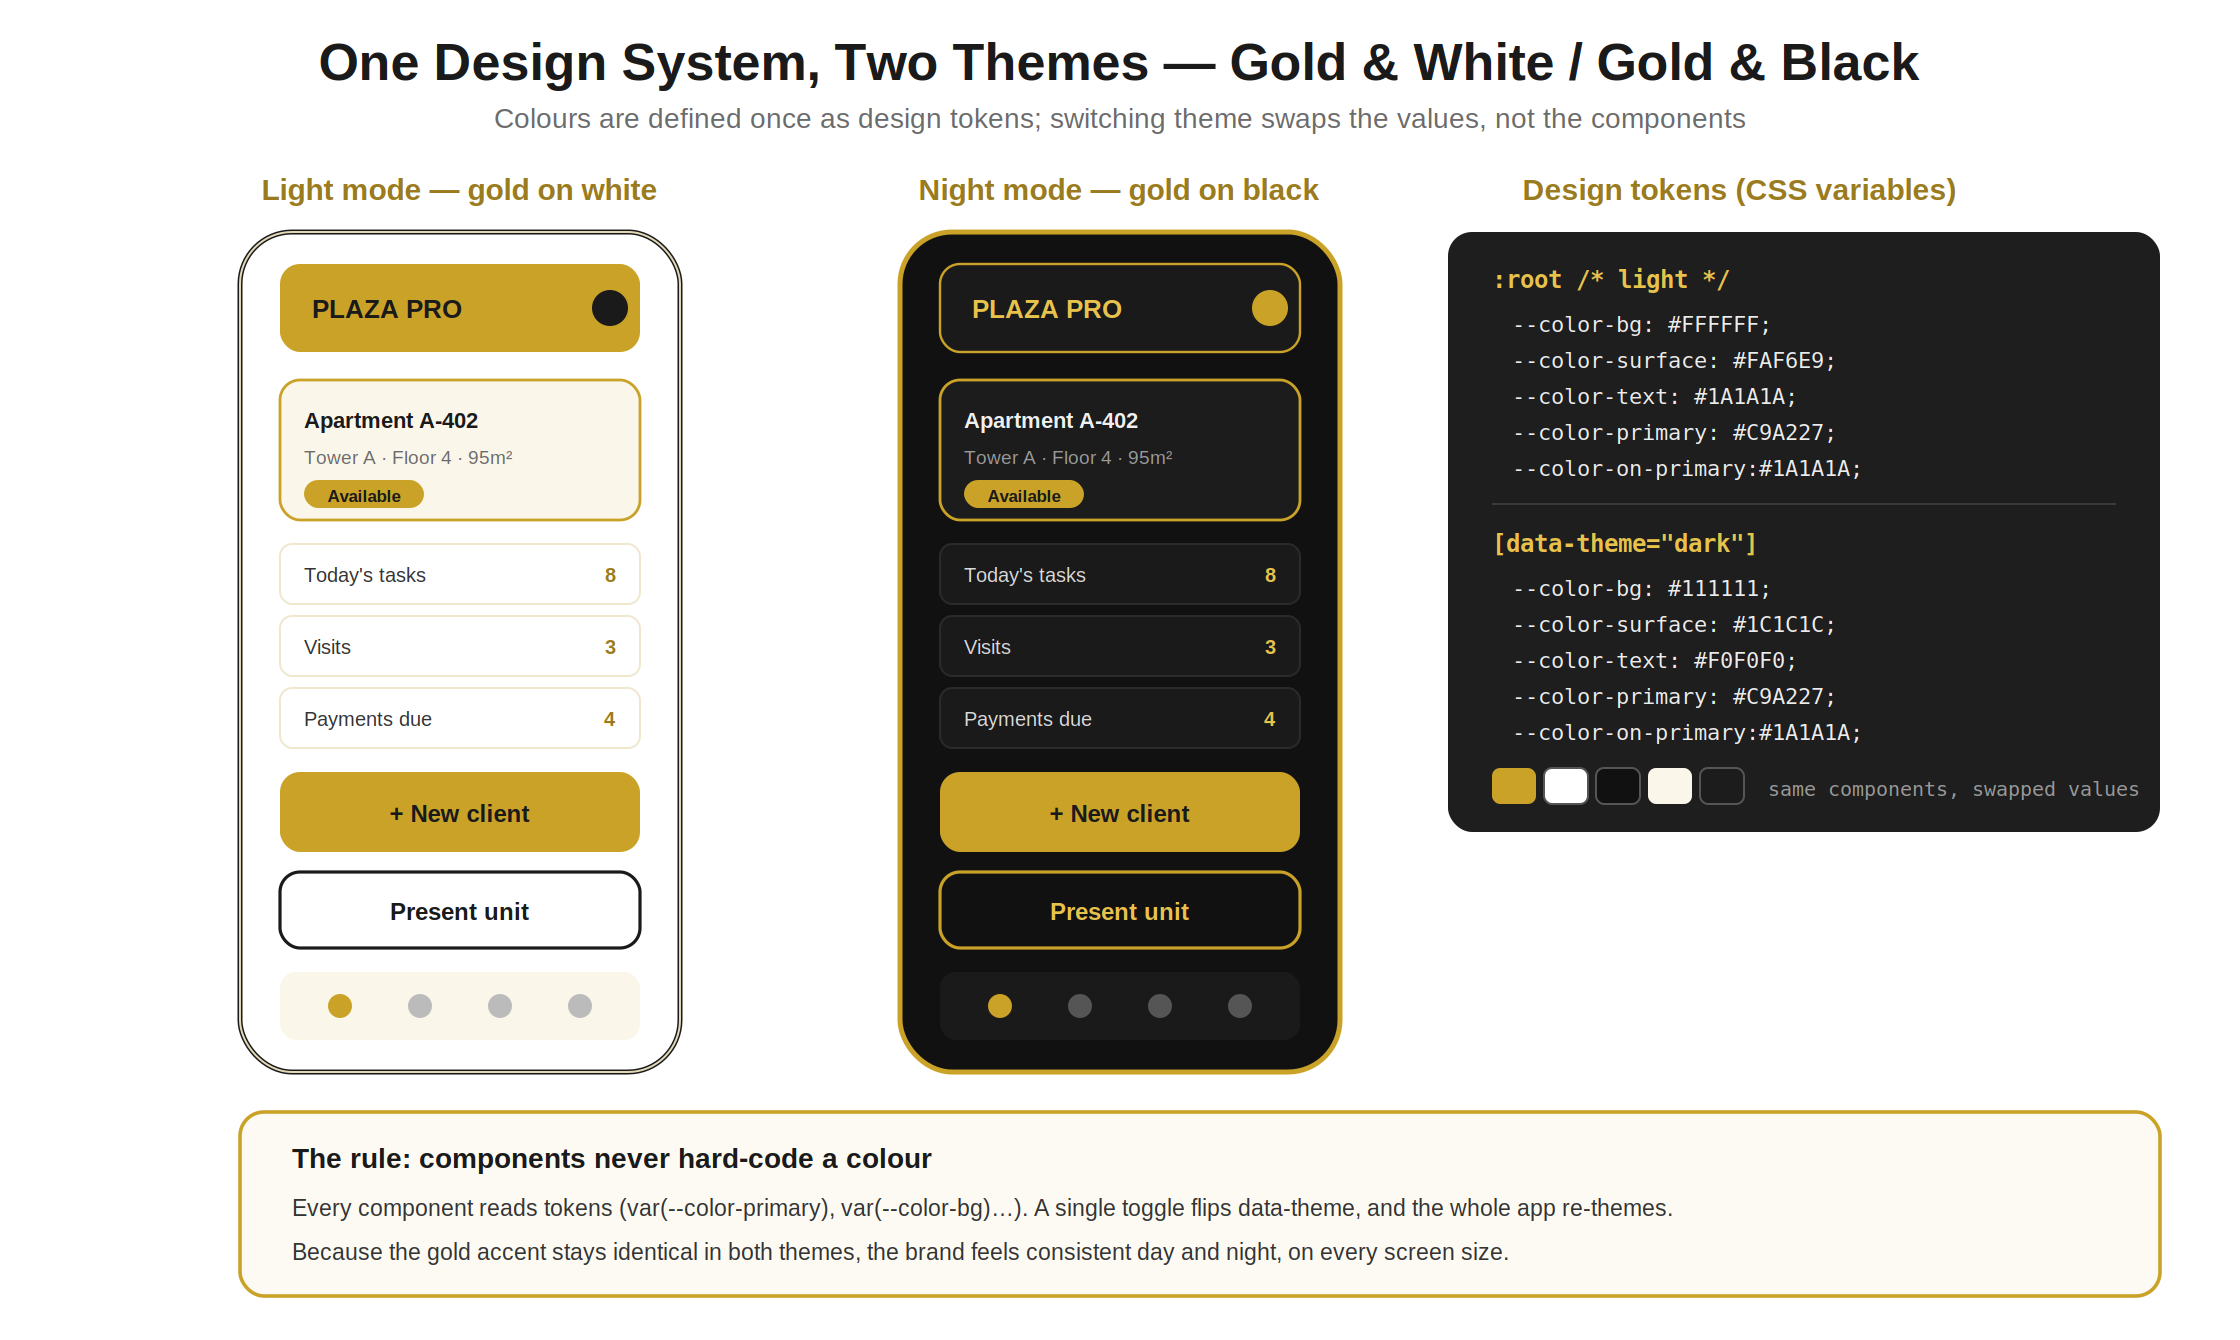 One Design System, Two Themes — Gold & White / Gold & Black
Colours are defined once as design tokens; switching theme swaps the values, not the components
Light mode — gold on white
PLAZA PRO
Apartment A-402
Tower A · Floor 4 · 95m²
Available
Today's tasks 8
Visits 3
Payments due 4
+ New client
Present unit
Night mode — gold on black
PLAZA PRO
Apartment A-402
Tower A · Floor 4 · 95m²
Available
Today's tasks 8
Visits 3
Payments due 4
+ New client
Present unit
Design tokens (CSS variables)
:root /* light */
--color-bg: #FFFFFF;
--color-surface: #FAF6E9;
--color-text: #1A1A1A;
--color-primary: #C9A227;
--color-on-primary:#1A1A1A;
[data-theme="dark"]
--color-bg: #111111;
--color-surface: #1C1C1C;
--color-text: #F0F0F0;
--color-primary: #C9A227;
--color-on-primary:#1A1A1A;
same components, swapped values
The rule: components never hard-code a colour
Every component reads tokens (var(--color-primary), var(--color-bg)…). A single toggle flips data-theme, and the whole app re-themes.
Because the gold accent stays identical in both themes, the brand feels consistent day and night, on every screen size.